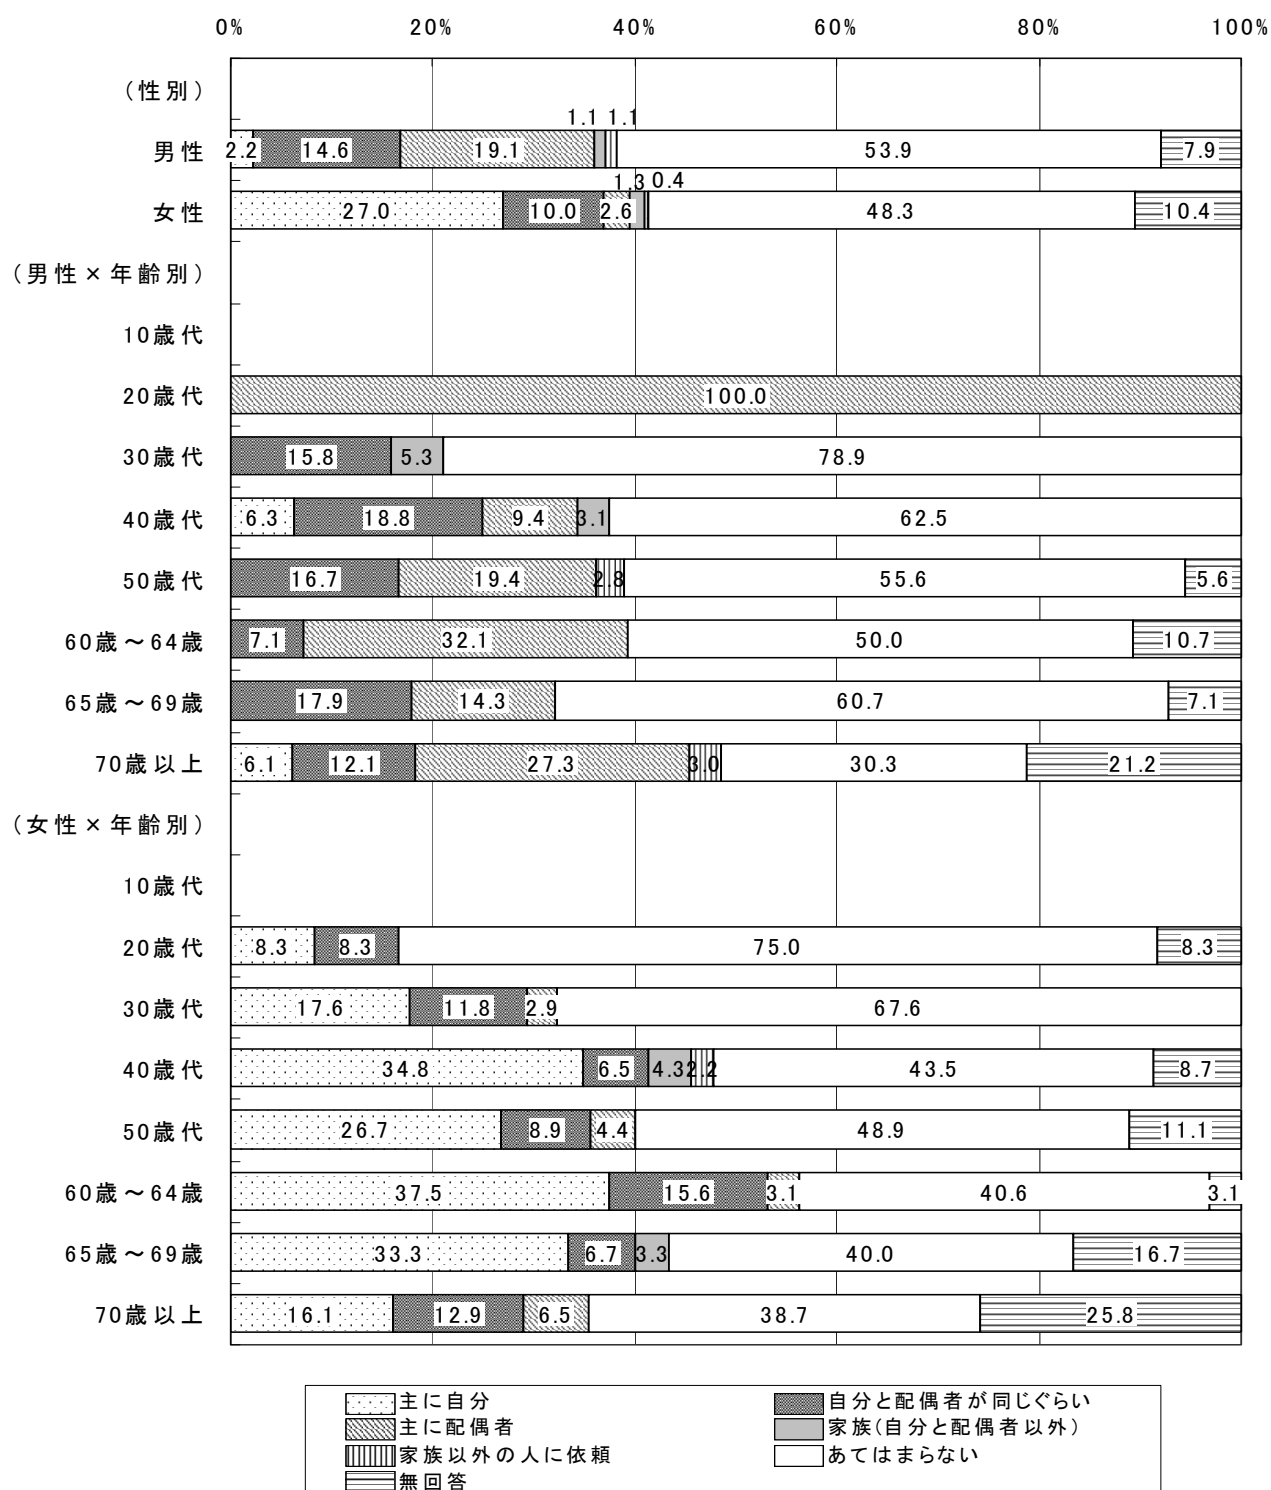 0% 20% 40% 60% 80% 100%
(性別)
1.1 1.1
男性 2.2 14.6 19.1 53.9 7.9
1.3 0.4
女性 27.0 10.0 2.6 48.3 10.4
(男性×年齢別)
10歳代
20歳代 100.0
30歳代 15.8 5.3 78.9
40歳代 6.3 18.8 9.4 3.1 62.5
50歳代 16.7 19.4 2.8 55.6 5.6
60歳～64歳 7.1 32.1 50.0 10.7
65歳～69歳 17.9 14.3 60.7 7.1
70歳以上 6.1 12.1 27.3 3.0 30.3 21.2
(女性×年齢別)
10歳代
20歳代 8.3 8.3 75.0 8.3
30歳代 17.6 11.8 2.9 67.6
40歳代 34.8 6.5 4.3 2.2 43.5 8.7
50歳代 26.7 8.9 4.4 48.9 11.1
60歳～64歳 37.5 15.6 3.1 40.6 3.1
65歳～69歳 33.3 6.7 3.3 40.0 16.7
70歳以上 16.1 12.9 6.5 38.7 25.8
主に自分 自分と配偶者が同じぐらい
主に配偶者 家族(自分と配偶者以外)
家族以外の人に依頼 あてはまらない
無回答